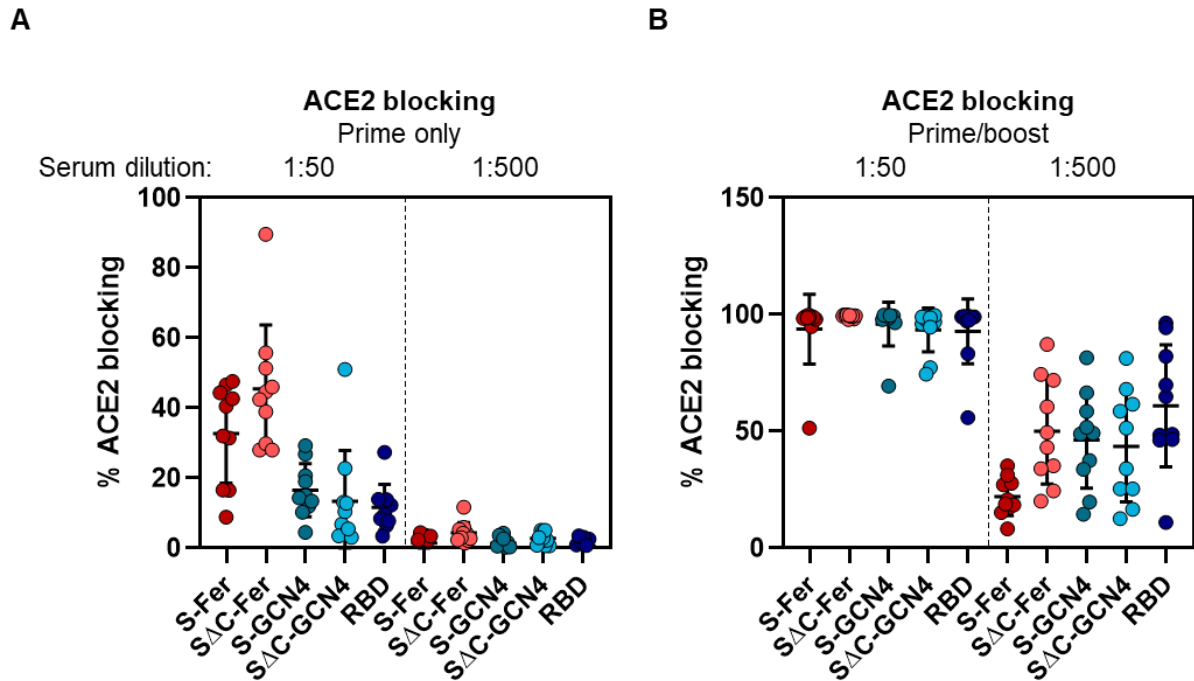 A
ACE2 blocking
Prime only
Serum dilution: 1:50 1:500
% ACE2 blocking
100
80
60
40
20
0
S-Fer
SΔC-Fer
S-GCN4
SΔC-GCN4
RBD
S-Fer
SΔC-Fer
S-GCN4
SΔC-GCN4
RBD
B
ACE2 blocking
Prime/boost
1:50 1:500
% ACE2 blocking
150
100
50
0
S-Fer
SΔC-Fer
S-GCN4
SΔC-GCN4
RBD
S-Fer
SΔC-Fer
S-GCN4
SΔC-GCN4
RBD